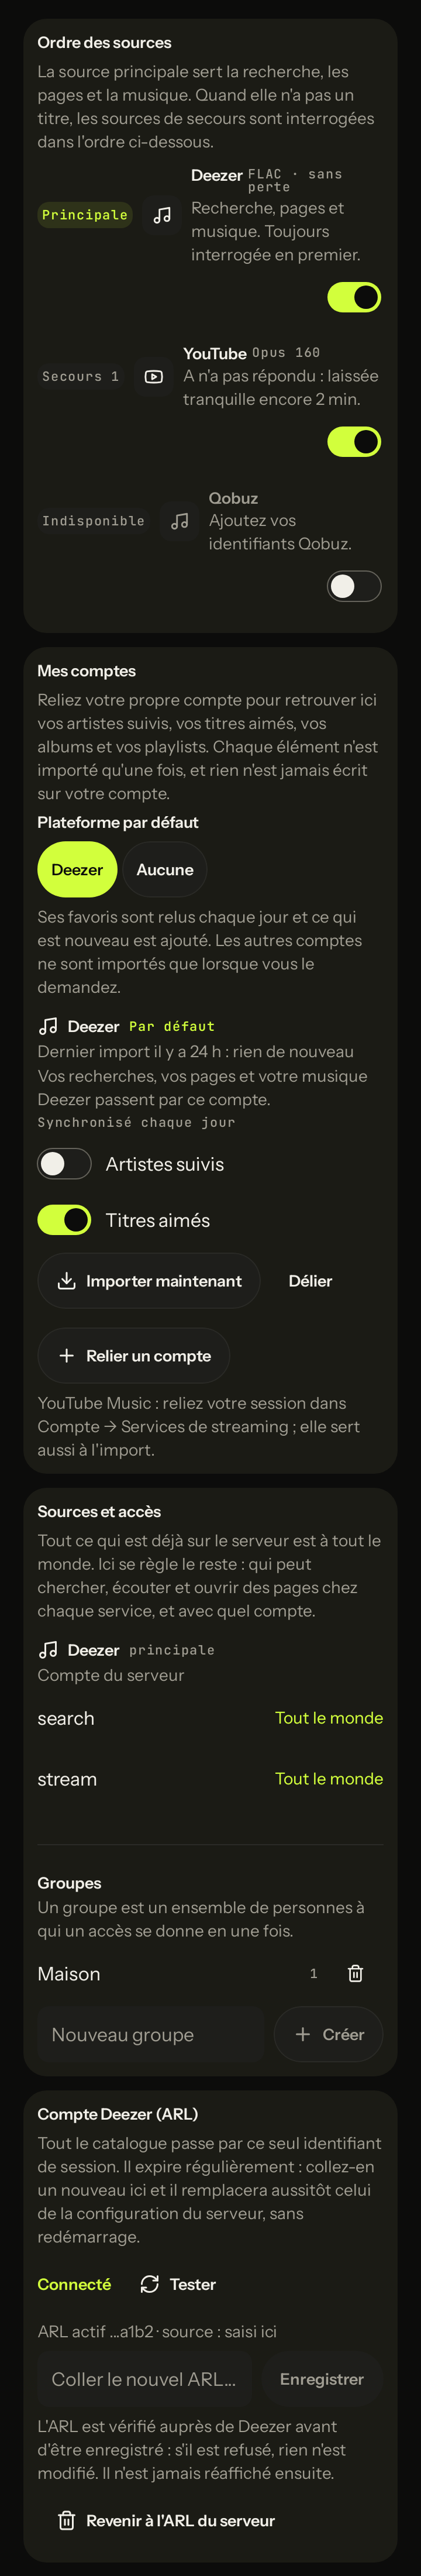 Ordre des sources
La source principale sert la recherche, les
pages et la musique. Quand elle n'a pas un
titre, les sources de secours sont interrogées
dans l'ordre ci-dessous.
Principale
Deezer FLAC · sans
perte
Recherche, pages et
musique. Toujours
interrogée en premier.
Secours 1
YouTube Opus 160
A n'a pas répondu : laissée
tranquille encore 2 min.
Indisponible
Qobuz
Ajoutez vos
identifiants Qobuz.
Mes comptes
Reliez votre propre compte pour retrouver ici
vos artistes suivis, vos titres aimés, vos
albums et vos playlists. Chaque élément n'est
importé qu'une fois, et rien n'est jamais écrit
sur votre compte.
Plateforme par défaut
Deezer Aucune
Ses favoris sont relus chaque jour et ce qui
est nouveau est ajouté. Les autres comptes
ne sont importés que lorsque vous le
demandez.
Deezer Par défaut
Dernier import il y a 24 h : rien de nouveau
Vos recherches, vos pages et votre musique
Deezer passent par ce compte.
Synchronisé chaque jour
Artistes suivis
Titres aimés
Importer maintenant Délier
Relier un compte
YouTube Music : reliez votre session dans
Compte → Services de streaming ; elle sert
aussi à l'import.
Sources et accès
Tout ce qui est déjà sur le serveur est à tout le
monde. Ici se règle le reste : qui peut
chercher, écouter et ouvrir des pages chez
chaque service, et avec quel compte.
Deezer principale
Compte du serveur
search Tout le monde
stream Tout le monde
Groupes
Un groupe est un ensemble de personnes à
qui un accès se donne en une fois.
Maison 1
Nouveau groupe Créer
Compte Deezer (ARL)
Tout le catalogue passe par ce seul identifiant
de session. Il expire régulièrement : collez-en
un nouveau ici et il remplacera aussitôt celui
de la configuration du serveur, sans
redémarrage.
Connecté Tester
ARL actif …a1b2 · source : saisi ici
Coller le nouvel ARL… Enregistrer
L'ARL est vérifié auprès de Deezer avant
d'être enregistré : s'il est refusé, rien n'est
modifié. Il n'est jamais réaffiché ensuite.
Revenir à l'ARL du serveur